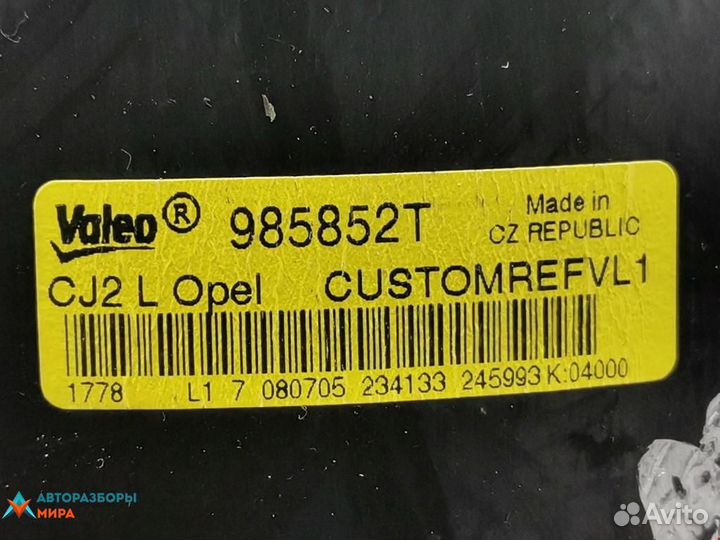 Valeo ® 985852T Made in
CZ REPUBLIC
CJ2 L Opel CUSTOMREFVL1
1778 L1 7 080705 234133 245993 K:04000
АВТОРАЗБОРЫ
МИРА
Avito